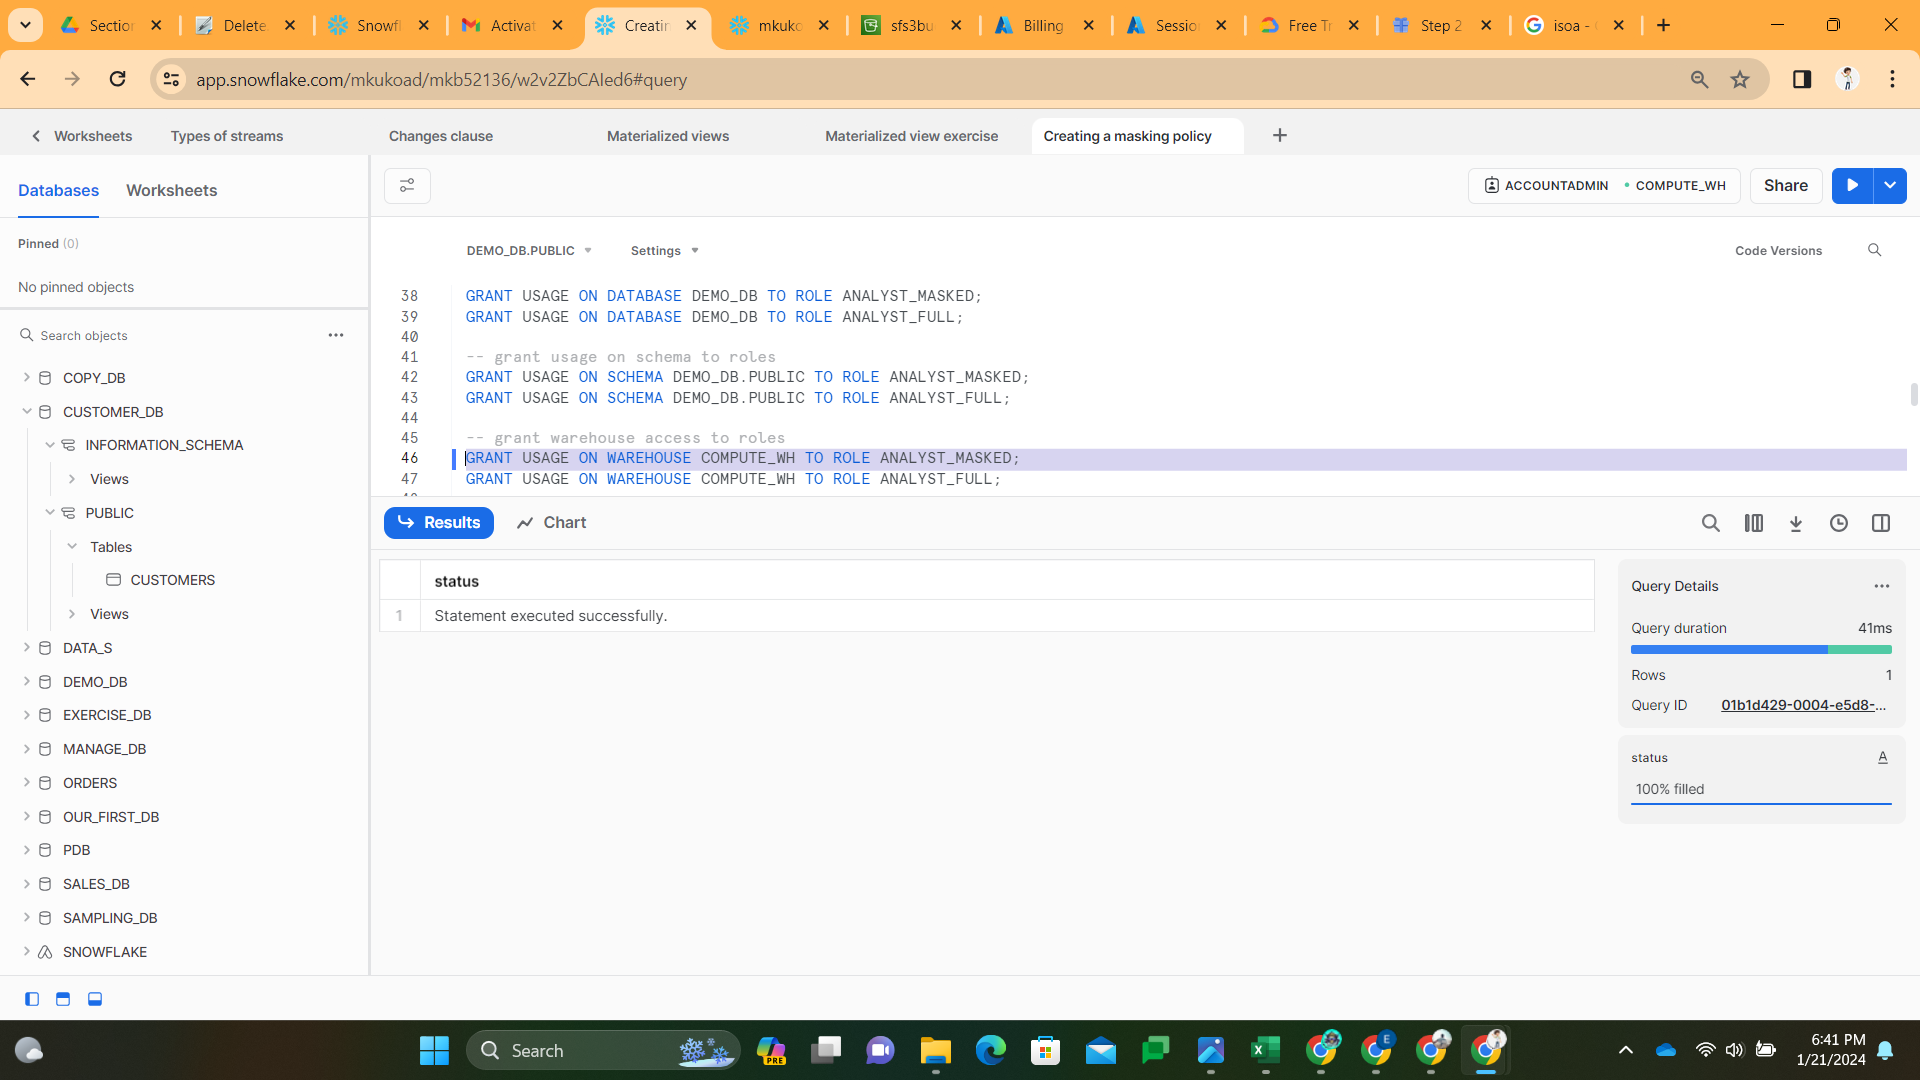 Section
Delete
Snowfl
Activat
Creatin
mkuko
sfs3bu
Billing
Sessio
Free Tr
Step 2
isoa -
app.snowflake.com/mkukoad/mkb52136/w2v2ZbCAIed6#query
Worksheets
Types of streams
Changes clause
Materialized views
Materialized view exercise
Creating a masking policy
Databases
Worksheets
ACCOUNTADMIN
COMPUTE_WH
Share
Pinned (0)
No pinned objects
Search objects
COPY_DB
CUSTOMER_DB
INFORMATION_SCHEMA
Views
PUBLIC
Tables
CUSTOMERS
Views
DATA_S
DEMO_DB
EXERCISE_DB
MANAGE_DB
ORDERS
OUR_FIRST_DB
PDB
SALES_DB
SAMPLING_DB
SNOWFLAKE
DEMO_DB.PUBLIC
Settings
Code Versions
38 GRANT USAGE ON DATABASE DEMO_DB TO ROLE ANALYST_MASKED;
39 GRANT USAGE ON DATABASE DEMO_DB TO ROLE ANALYST_FULL;
40
41 -- grant usage on schema to roles
42 GRANT USAGE ON SCHEMA DEMO_DB.PUBLIC TO ROLE ANALYST_MASKED;
43 GRANT USAGE ON SCHEMA DEMO_DB.PUBLIC TO ROLE ANALYST_FULL;
44
45 -- grant warehouse access to roles
46 GRANT USAGE ON WAREHOUSE COMPUTE_WH TO ROLE ANALYST_MASKED;
47 GRANT USAGE ON WAREHOUSE COMPUTE_WH TO ROLE ANALYST_FULL;
Results
Chart
status
1 Statement executed successfully.
Query Details
Query duration 41ms
Rows 1
Query ID 01b1d429-0004-e5d8-...
status A
100% filled
Search
PRE
E
6:41 PM
1/21/2024